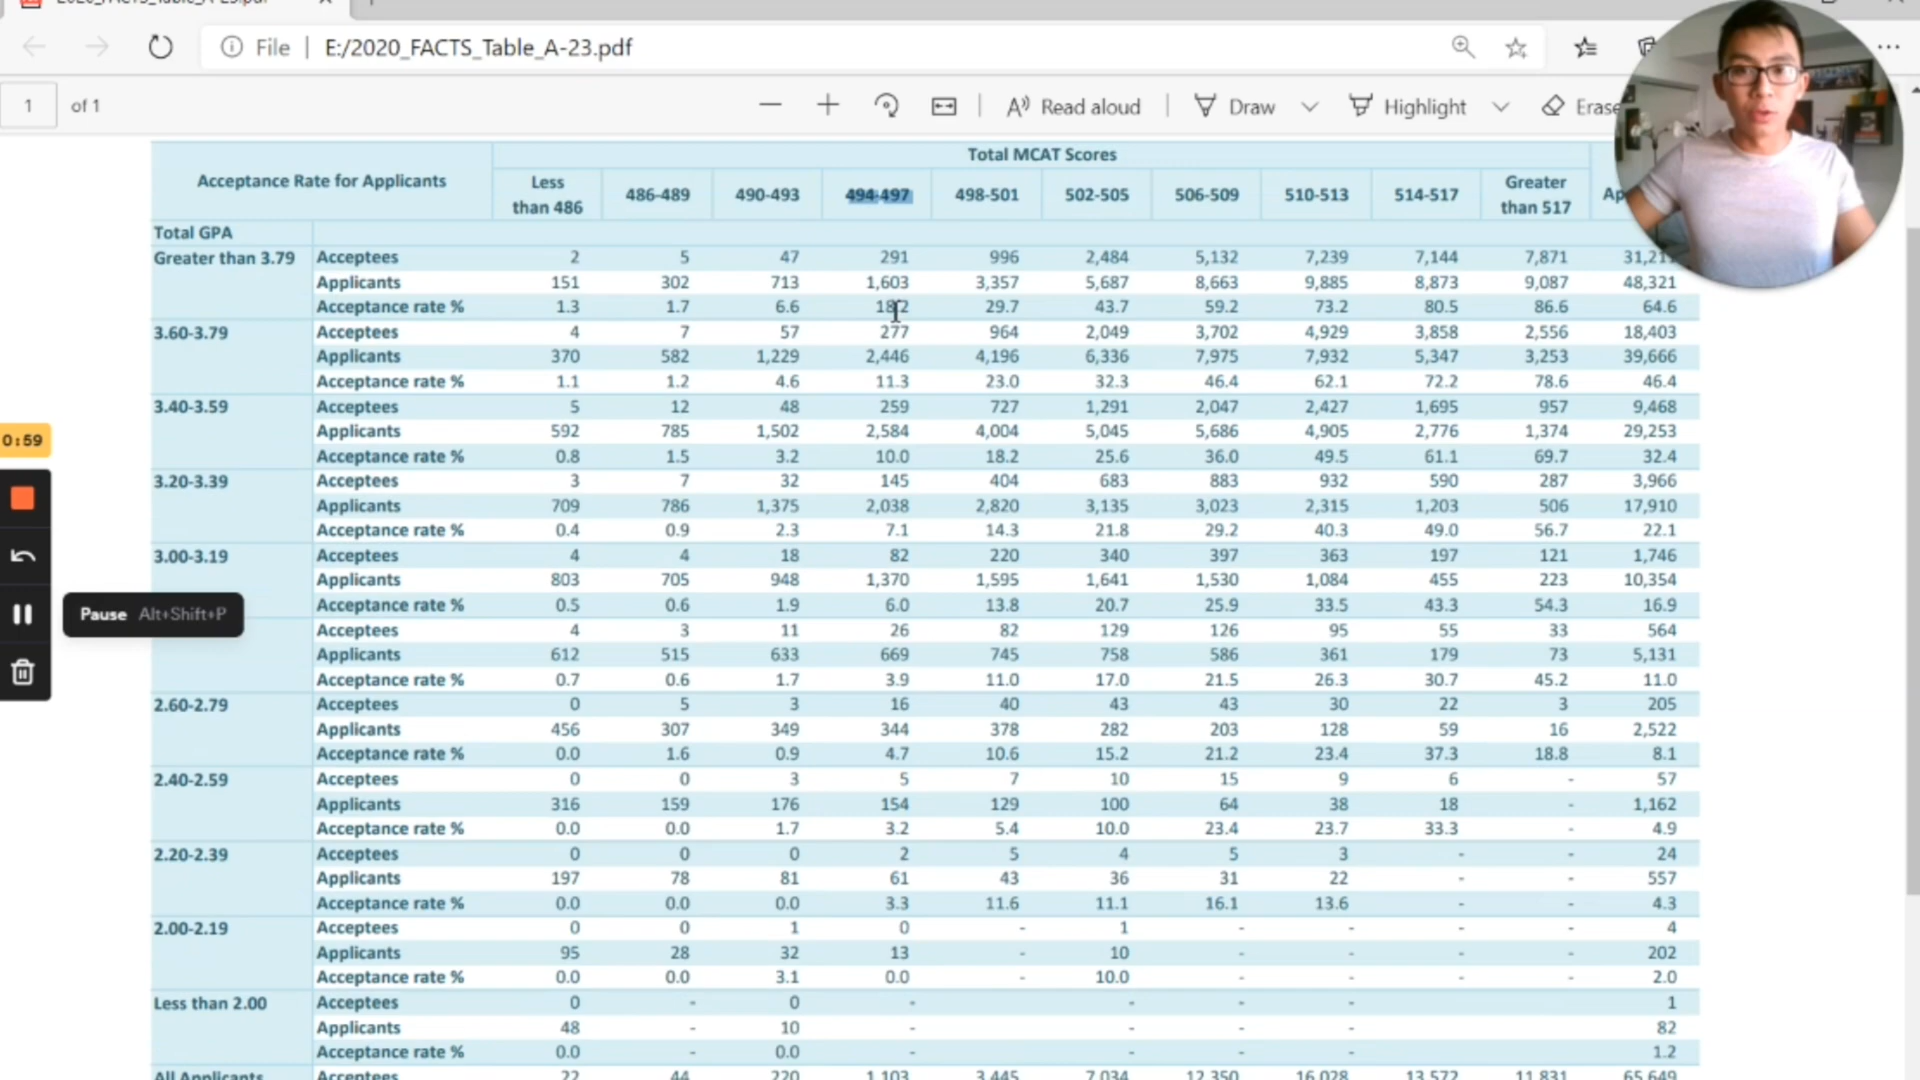 File | E:/2020_FACTS_Table_A-23.pdf
1 of 1 Read aloud Draw Highlight Erase
Total MCAT Scores
Acceptance Rate for Applicants Less than 486 486-489 490-493 494-497 498-501 502-505 506-509 510-513 514-517 Greater than 517
Total GPA
Greater than 3.79 Acceptees 2 5 47 291 996 2,484 5,132 7,239 7,144 7,871
Applicants 151 302 713 1,603 3,357 5,687 8,663 9,885 8,873 9,087 48,321
Acceptance rate % 1.3 1.7 6.6 18.2 29.7 43.7 59.2 73.2 80.5 86.6 64.6
3.60-3.79 Acceptees 4 7 57 277 964 2,049 3,702 4,929 3,858 2,556 18,403
Applicants 370 582 1,229 2,446 4,196 6,336 7,975 7,932 5,347 3,253 39,666
Acceptance rate % 1.1 1.2 4.6 11.3 23.0 32.3 46.4 62.1 72.2 78.6 46.4
3.40-3.59 Acceptees 5 12 48 259 727 1,291 2,047 2,427 1,695 957 9,468
0:59 Applicants 592 785 1,502 2,584 4,004 5,045 5,686 4,905 2,776 1,374 29,253
Acceptance rate % 0.8 1.5 3.2 10.0 18.2 25.6 36.0 49.5 61.1 69.7 32.4
3.20-3.39 Acceptees 3 7 32 145 404 683 883 932 590 287 3,966
Applicants 709 786 1,375 2,038 2,820 3,135 3,023 2,315 1,203 506 17,910
Acceptance rate % 0.4 0.9 2.3 7.1 14.3 21.8 29.2 40.3 49.0 56.7 22.1
3.00-3.19 Acceptees 4 4 18 82 220 340 397 363 197 121 1,746
Applicants 803 705 948 1,370 1,595 1,641 1,530 1,084 455 223 10,354
Pause Alt+Shift+P Acceptance rate % 0.5 0.6 1.9 6.0 13.8 20.7 25.9 33.5 43.3 54.3 16.9
Acceptees 4 3 11 26 82 129 126 95 55 33 564
Applicants 612 515 633 669 745 758 586 361 179 73 5,131
Acceptance rate % 0.7 0.6 1.7 3.9 11.0 17.0 21.5 26.3 30.7 45.2 11.0
2.60-2.79 Acceptees 0 5 3 16 40 43 43 30 22 3 205
Applicants 456 307 349 344 378 282 203 128 59 16 2,522
Acceptance rate % 0.0 1.6 0.9 4.7 10.6 15.2 21.2 23.4 37.3 18.8 8.1
2.40-2.59 Acceptees 0 0 3 5 7 10 15 9 6 - 57
Applicants 316 159 176 154 129 100 64 38 18 - 1,162
Acceptance rate % 0.0 0.0 1.7 3.2 5.4 10.0 23.4 23.7 33.3 - 4.9
2.20-2.39 Acceptees 0 0 0 2 5 4 5 3 - - 24
Applicants 197 78 81 61 43 36 31 22 - - 557
Acceptance rate % 0.0 0.0 0.0 3.3 11.6 11.1 16.1 13.6 - - 4.3
2.00-2.19 Acceptees 0 0 1 0 - 1 - - - - 4
Applicants 95 28 32 13 - 10 - - - - 202
Acceptance rate % 0.0 0.0 3.1 0.0 - 10.0 - - - - 2.0
Less than 2.00 Acceptees 0 - 0 - - - - 1
Applicants 48 - 10 - - - - 82
Acceptance rate % 0.0 - 0.0 - - - - 1.2
All Applicants Acceptees 22 44 220 1,103 3,445 7,034 12,350 16,028 13,572 11,831 65,649